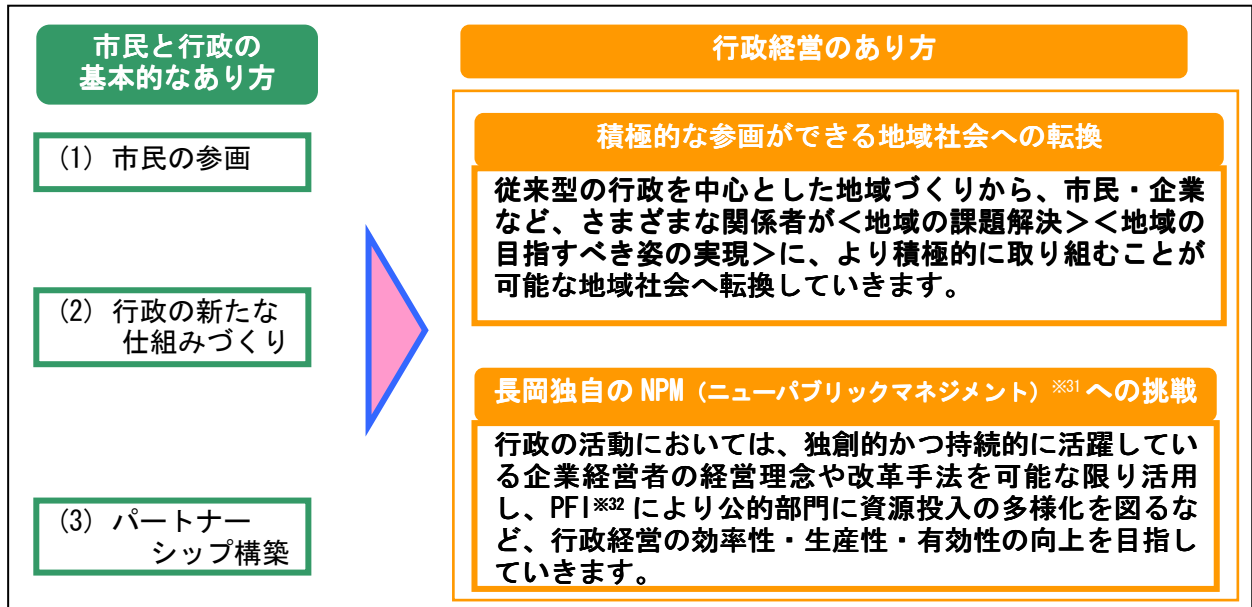 市民と行政の
基本的なあり方
(1) 市民の参画
(2) 行政の新たな
仕組みづくり
(3) パートナー
シップ構築
行政経営のあり方
積極的な参画ができる地域社会への転換
従来型の行政を中心とした地域づくりから、市民・企業
など、さまざまな関係者が<地域の課題解決><地域の
目指すべき姿の実現>に、より積極的に取り組むことが
可能な地域社会へ転換していきます。
長岡独自の NPM（ニューパブリックマネジメント）※31 への挑戦
行政の活動においては、独創的かつ持続的に活躍してい
る企業経営者の経営理念や改革手法を可能な限り活用
し、PFI※32 により公的部門に資源投入の多様化を図るな
ど、行政経営の効率性・生産性・有効性の向上を目指し
ていきます。